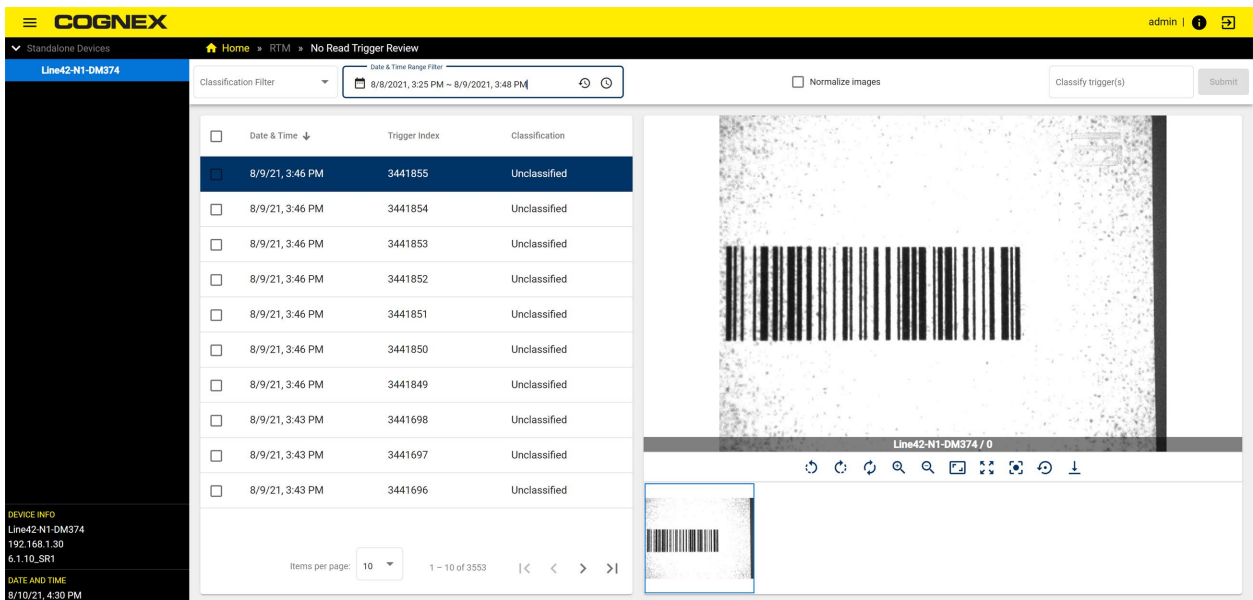 COGNEX
admin |
Standalone Devices
Home » RTM » No Read Trigger Review
Line42-N1-DM374
Classification Filter
Date & Time Range Filter
8/8/2021, 3:25 PM ~ 8/9/2021, 3:48 PM
Normalize images
Classify trigger(s)
Submit
Date & Time Trigger Index Classification
8/9/21, 3:46 PM 3441855 Unclassified
8/9/21, 3:46 PM 3441854 Unclassified
8/9/21, 3:46 PM 3441853 Unclassified
8/9/21, 3:46 PM 3441852 Unclassified
8/9/21, 3:46 PM 3441851 Unclassified
8/9/21, 3:46 PM 3441850 Unclassified
8/9/21, 3:46 PM 3441849 Unclassified
8/9/21, 3:43 PM 3441698 Unclassified
8/9/21, 3:43 PM 3441697 Unclassified
8/9/21, 3:43 PM 3441696 Unclassified
Items per page: 10 1 – 10 of 3553
Line42-N1-DM374 / 0
DEVICE INFO
Line42-N1-DM374
192.168.1.30
6.1.10_SR1
DATE AND TIME
8/10/21, 4:30 PM